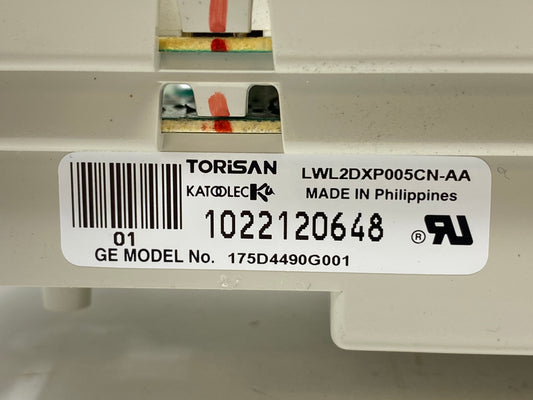 TORiSAN LWL2DXP005CN-AA
KATOOLEC MADE IN Philippines
1022120648
01
GE MODEL No. 175D4490G001